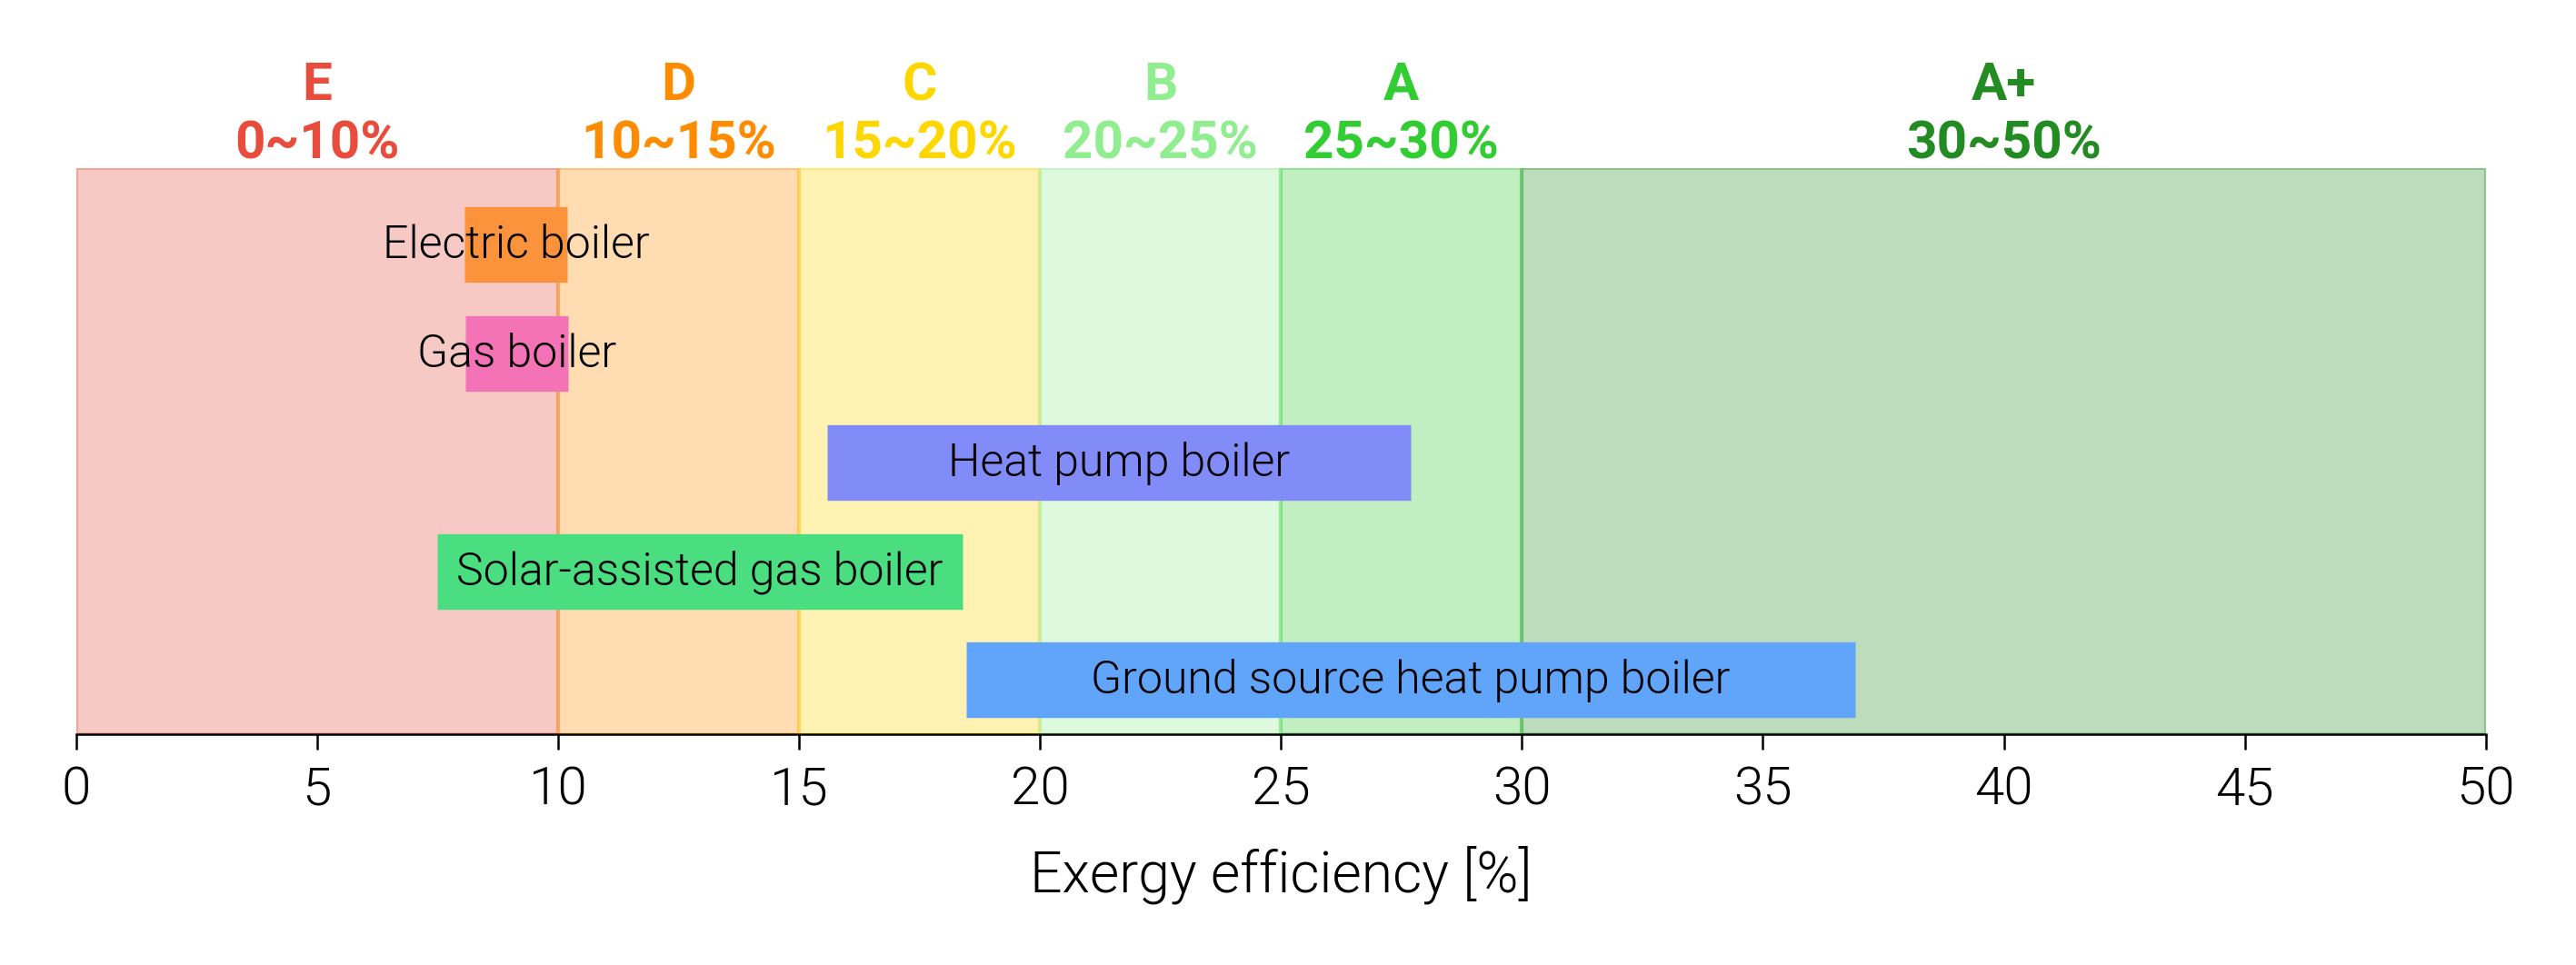 E D C B A A+
0~10% 10~15% 15~20% 20~25% 25~30% 30~50%
Electric boiler
Gas boiler
Heat pump boiler
Solar-assisted gas boiler
Ground source heat pump boiler
0 5 10 15 20 25 30 35 40 45 50
Exergy efficiency [%]